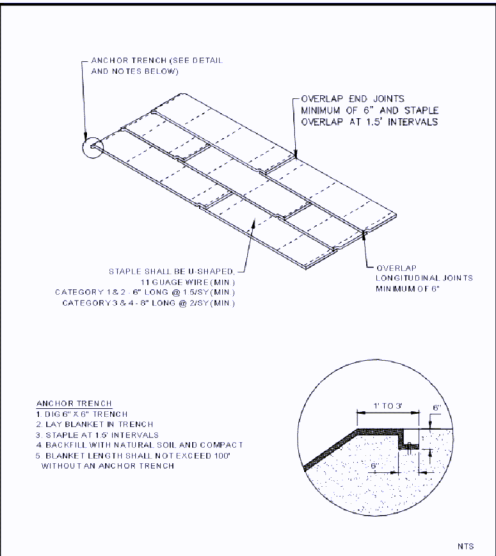 ANCHOR TRENCH (SEE DETAIL
AND NOTES BELOW)
OVERLAP END JOINTS
MINIMUM OF 6" AND STAPLE
OVERLAP AT 1.5' INTERVALS
STAPLE SHALL BE U-SHAPED,
11 GUAGE WIRE (MIN.)
CATEGORY 1 & 2 - 6" LONG @ 1.5/SY (MIN.)
CATEGORY 3 & 4 - 8" LONG @ 2/SY (MIN.)
OVERLAP
LONGITUDINAL JOINTS
MINIMUM OF 6"
ANCHOR TRENCH
1. DIG 6" X 6" TRENCH
2. LAY BLANKET IN TRENCH
3. STAPLE AT 1.5' INTERVALS
4. BACKFILL WITH NATURAL SOIL AND COMPACT
5. BLANKET LENGTH SHALL NOT EXCEED 100'
WITHOUT AN ANCHOR TRENCH
1' TO 3'
6"
6"
NTS